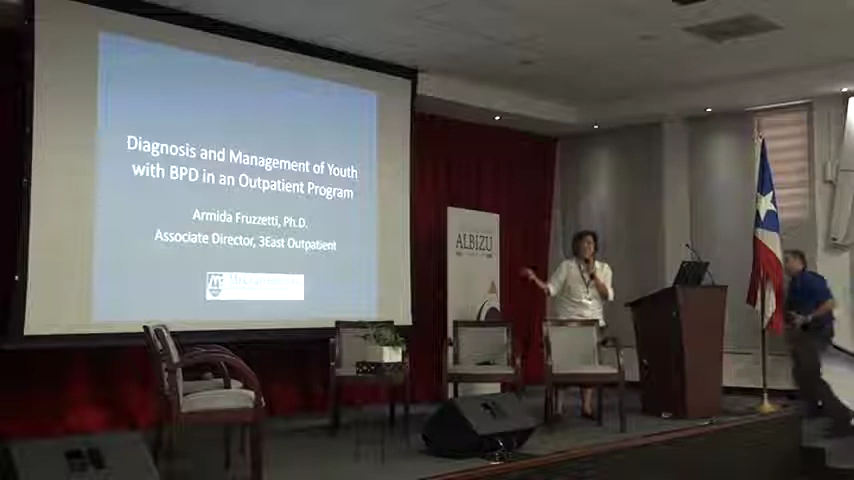 Diagnosis and Management of Youth
with BPD in an Outpatient Program
Armida Fruzzetti, Ph.D.
Associate Director, 3East Outpatient
ALBIZU